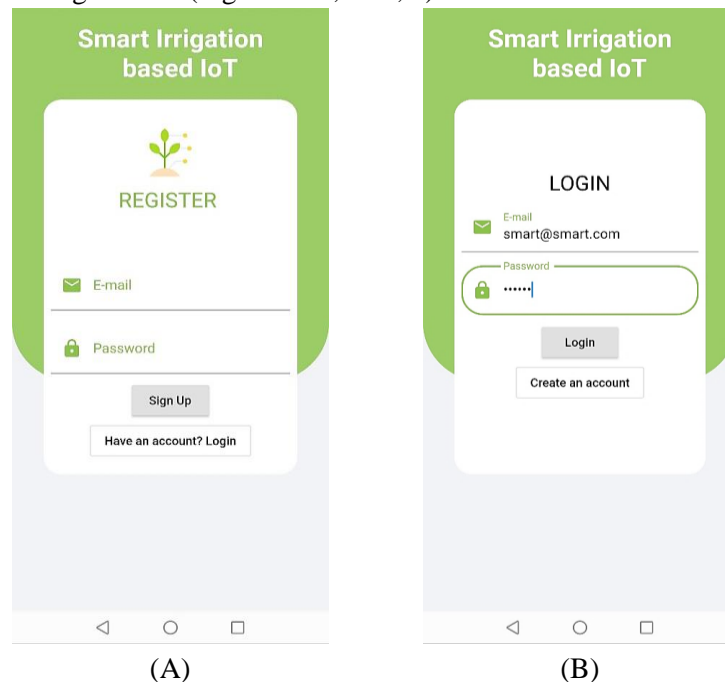 Smart Irrigation
based IoT
REGISTER
E-mail
Password
Sign Up
Have an account? Login
(A)
Smart Irrigation
based IoT
LOGIN
E-mail
smart@smart.com
Password
••••••
Login
Create an account
(B)